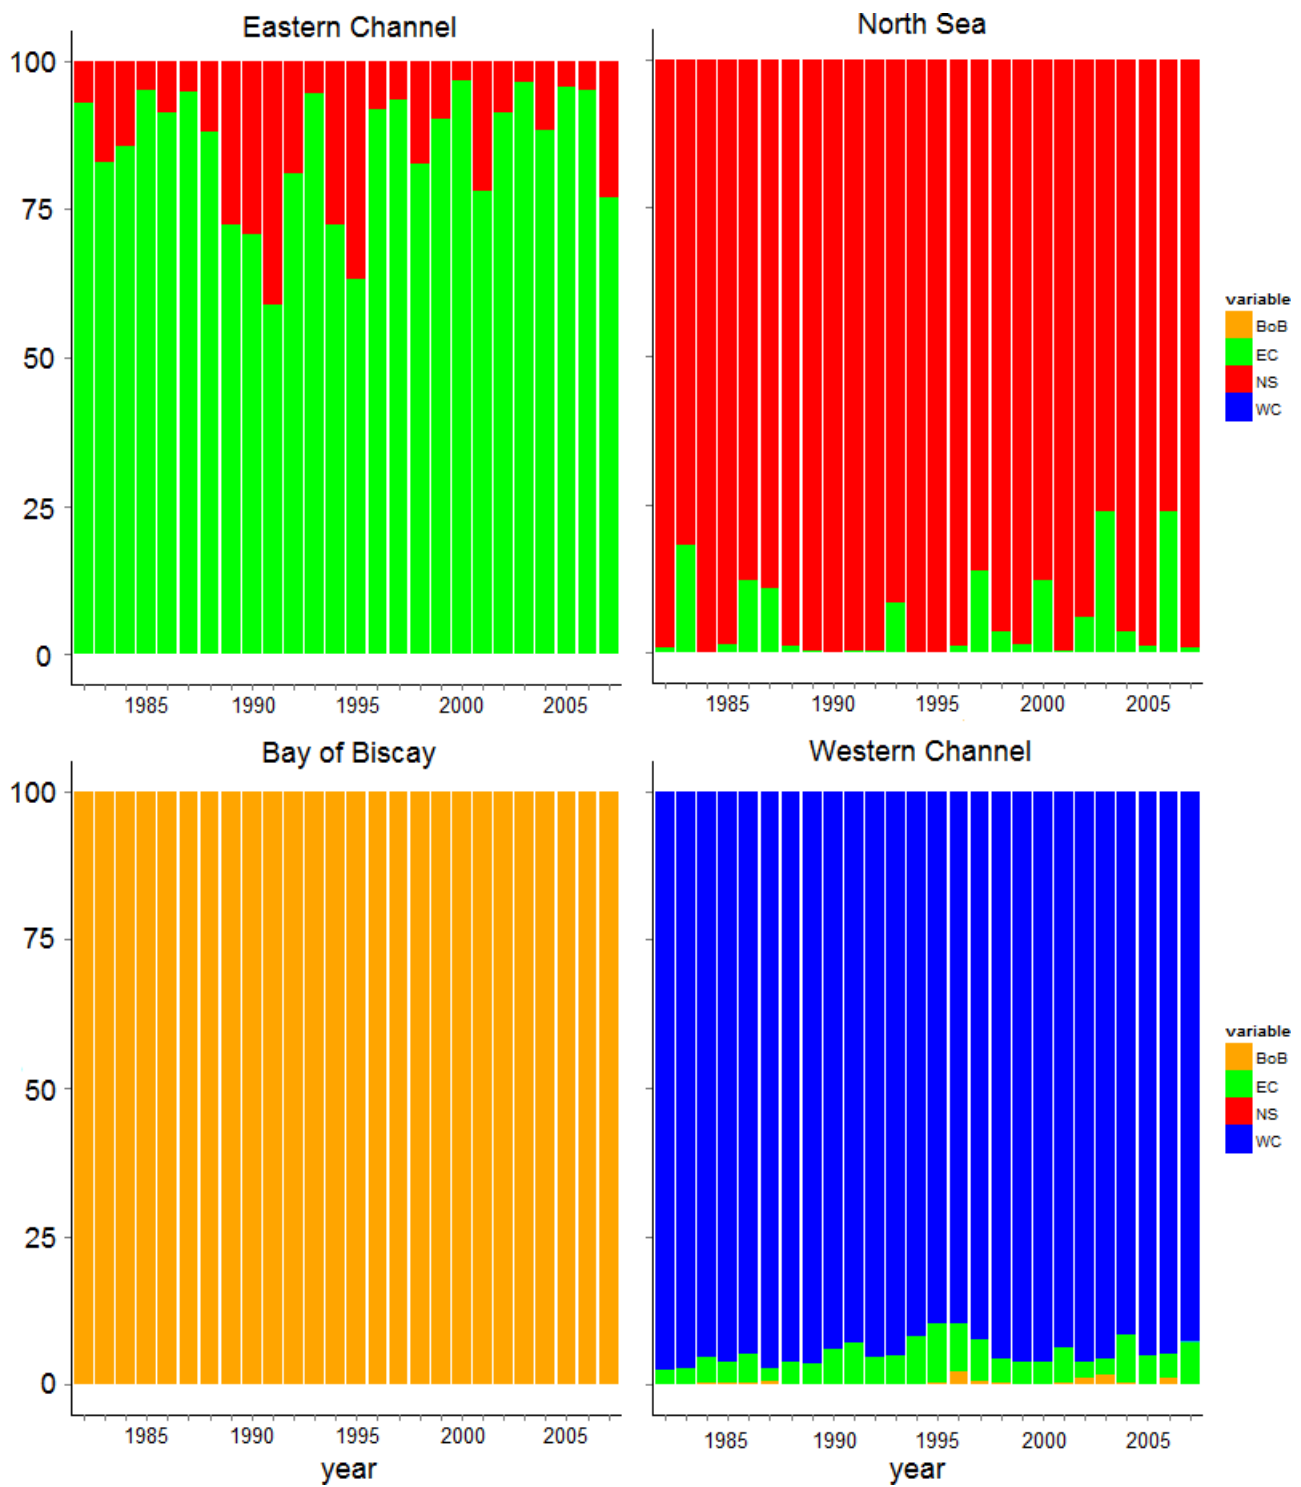 Eastern Channel
North Sea
100
75
50
25
0
1985 1990 1995 2000 2005
1985 1990 1995 2000 2005
variable
BoB
EC
NS
WC
Bay of Biscay
Western Channel
100
75
50
25
0
1985 1990 1995 2000 2005
year
1985 1990 1995 2000 2005
year
variable
BoB
EC
NS
WC